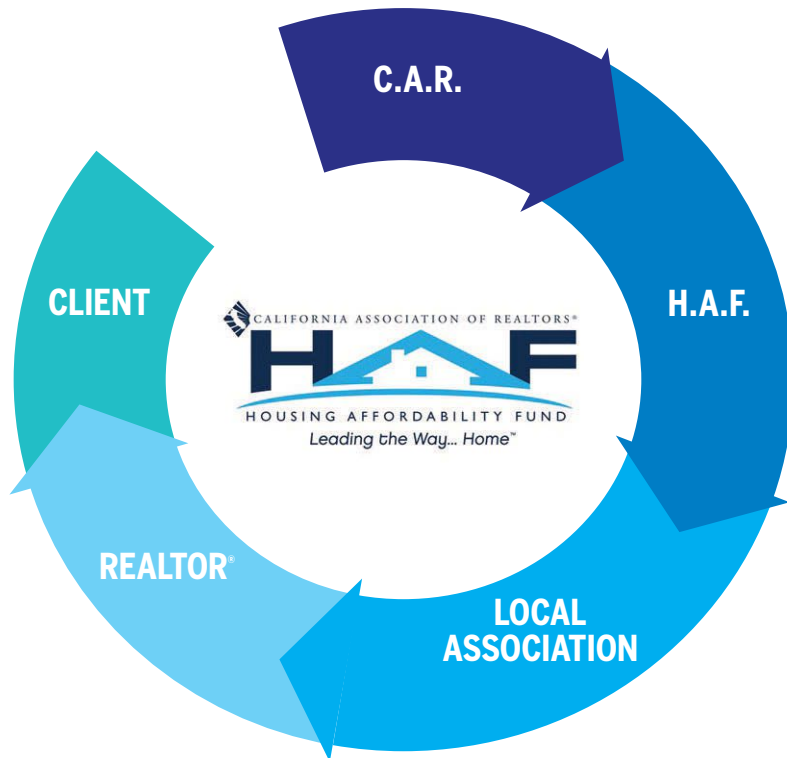 C.A.R.
H.A.F.
LOCAL
ASSOCIATION
REALTOR®
CLIENT
CALIFORNIA ASSOCIATION OF REALTORS®
HAF
HOUSING AFFORDABILITY FUND
Leading the Way... Home™